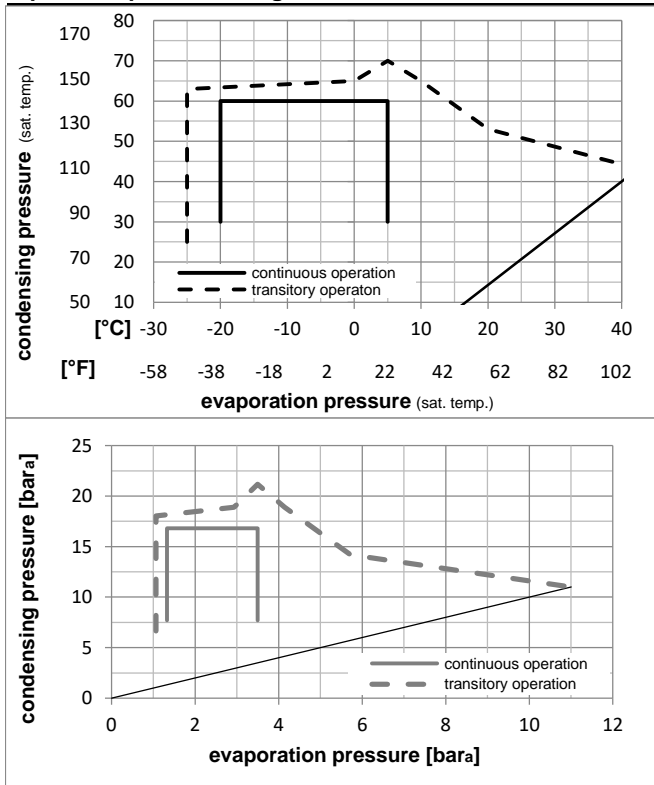 80
170
70
150
60
130
50
110
40
90
30
70
20
50
10
condensing pressure (sat. temp.)
continuous operation
transitory operaton
[°C] -30 -20 -10 0 10 20 30 40
[°F] -58 -38 -18 2 22 42 62 82 102
evaporation pressure (sat. temp.)
25
20
15
10
5
0
condensing pressure [bara]
continuous operation
transitory operation
0 2 4 6 8 10 12
evaporation pressure [bara]